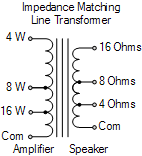 Impedance Matching
Line Transformer
4 W
16 Ohms
8 W
8 Ohms
16 W
4 Ohms
Com
Com
Amplifier
Speaker